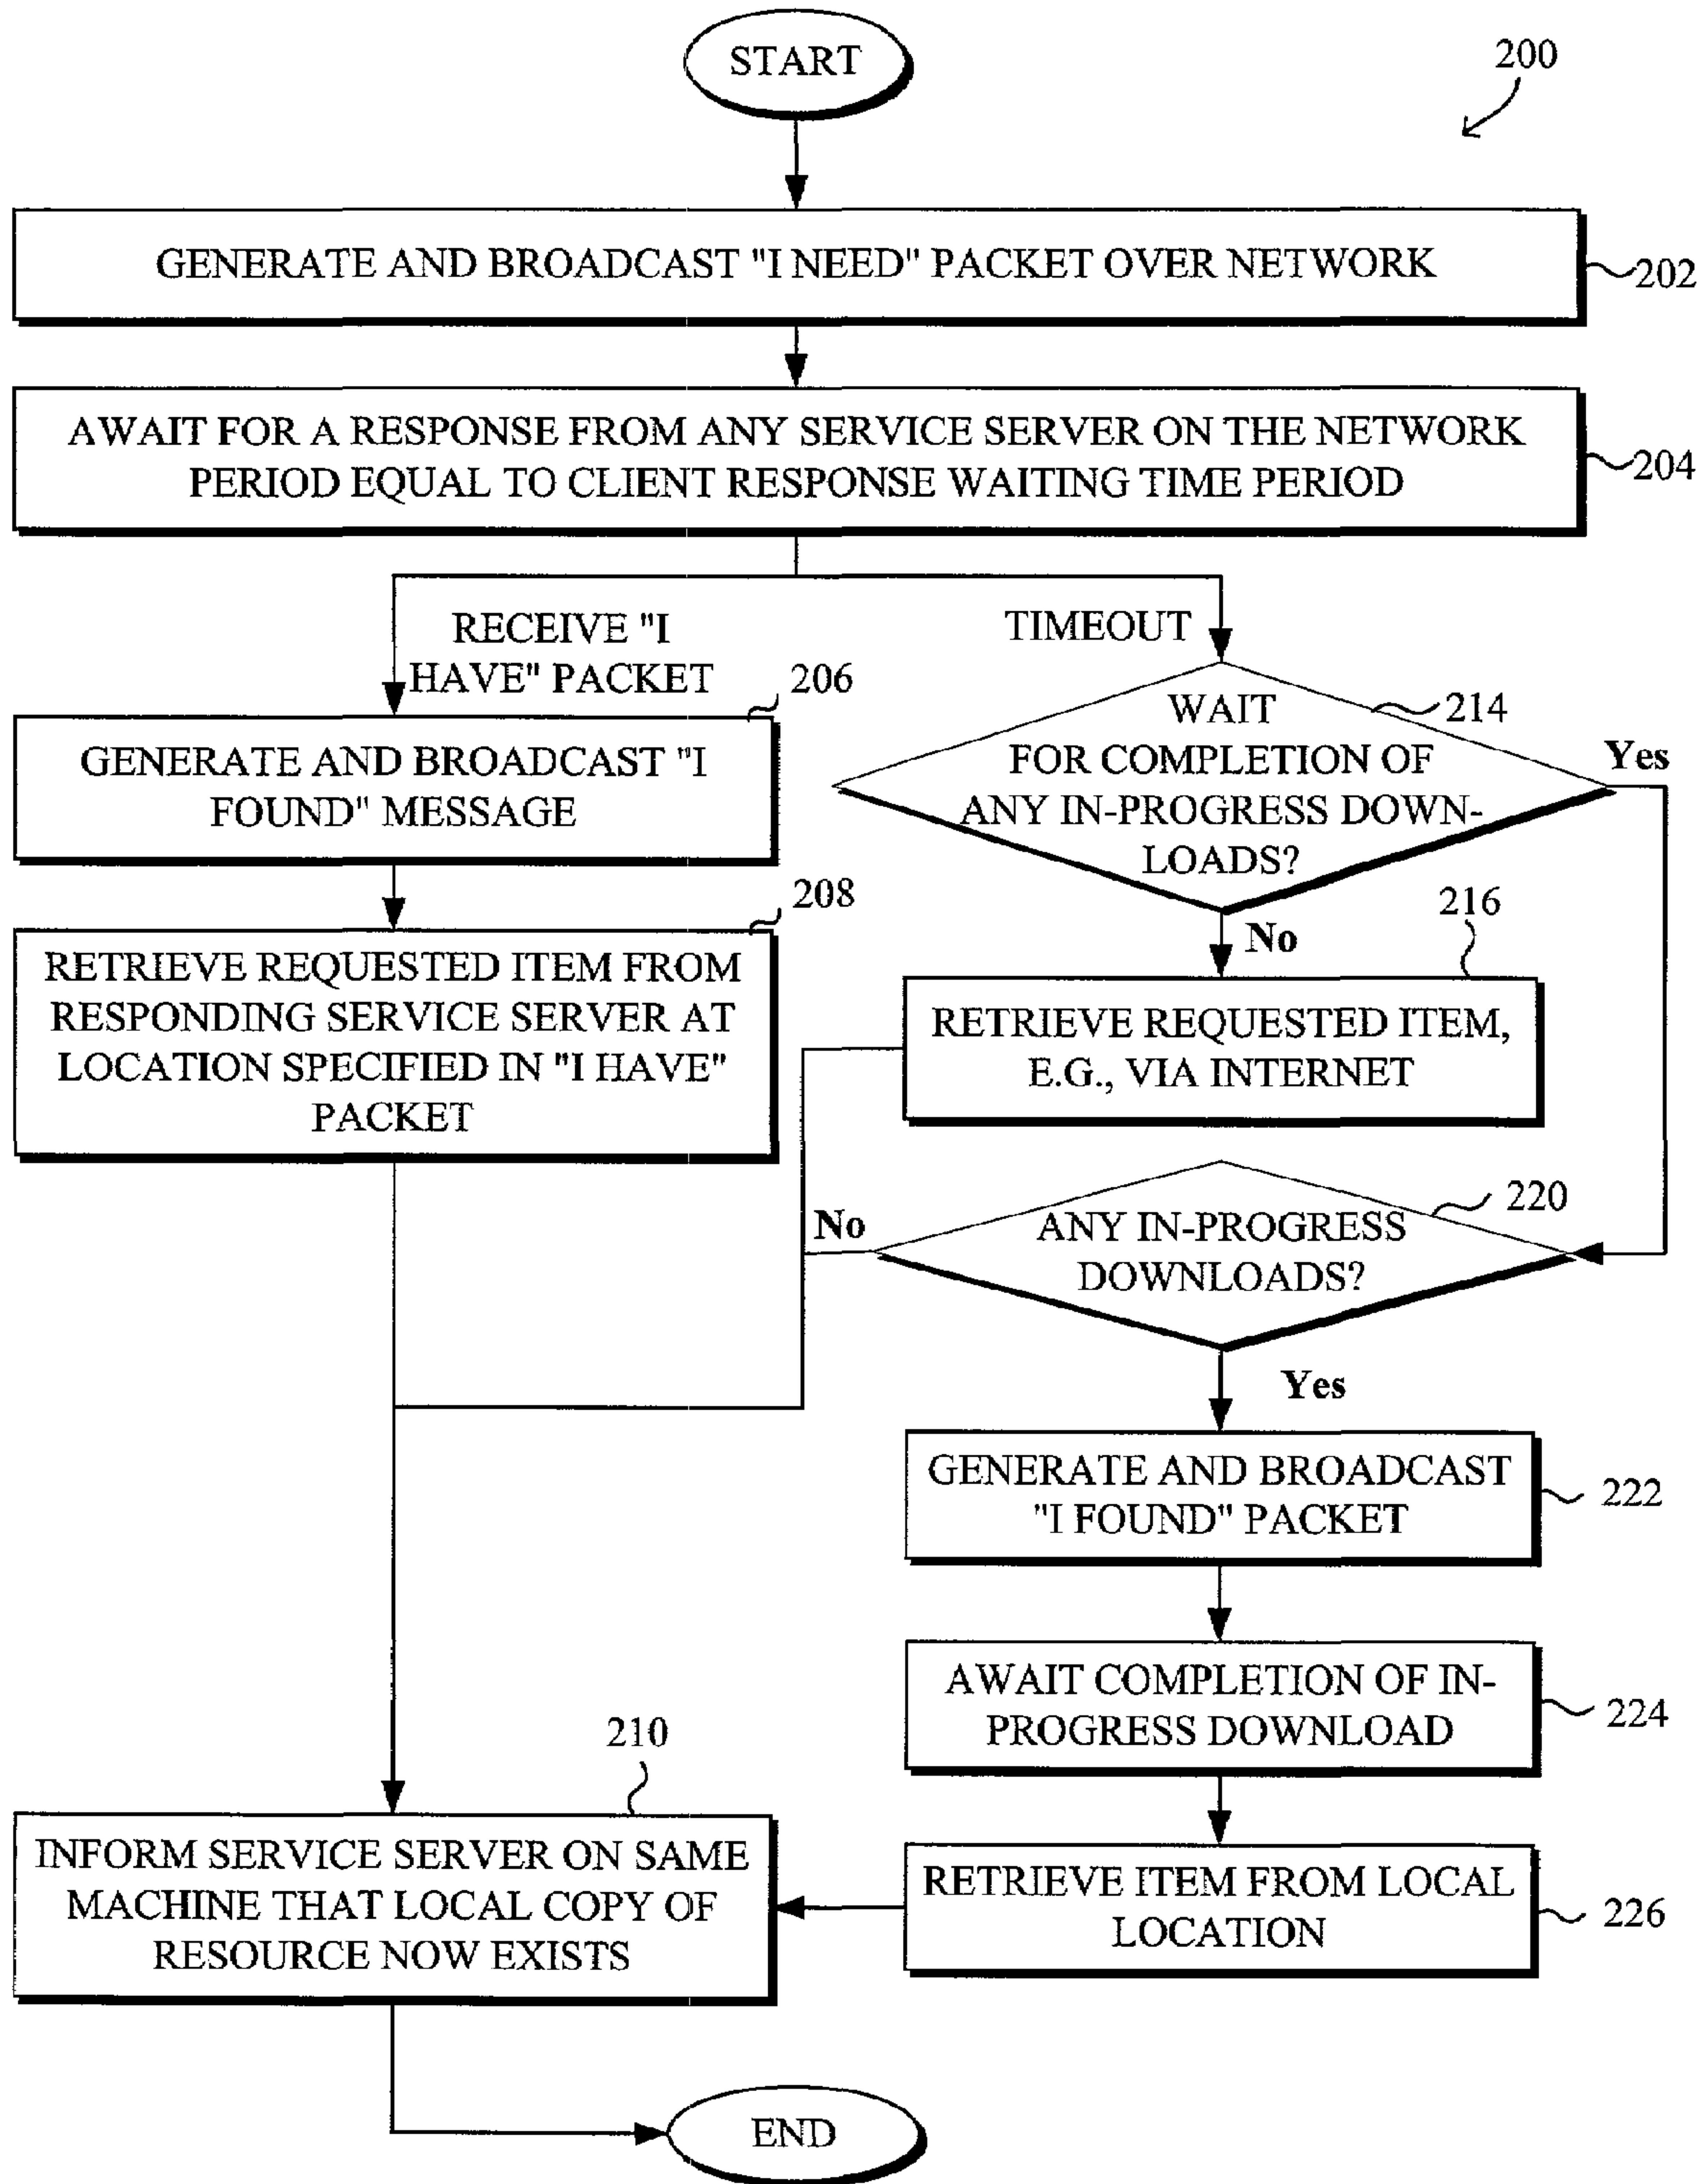 START
200
GENERATE AND BROADCAST "I NEED" PACKET OVER NETWORK
202
AWAIT FOR A RESPONSE FROM ANY SERVICE SERVER ON THE NETWORK
PERIOD EQUAL TO CLIENT RESPONSE WAITING TIME PERIOD
204
RECEIVE "I
HAVE" PACKET
TIMEOUT
206
GENERATE AND BROADCAST "I
FOUND" MESSAGE
WAIT
FOR COMPLETION OF
ANY IN-PROGRESS DOWN-
LOADS?
214
Yes
No
208
RETRIEVE REQUESTED ITEM FROM
RESPONDING SERVICE SERVER AT
LOCATION SPECIFIED IN "I HAVE"
PACKET
216
RETRIEVE REQUESTED ITEM,
E.G., VIA INTERNET
No
ANY IN-PROGRESS
DOWNLOADS?
220
Yes
GENERATE AND BROADCAST
"I FOUND" PACKET
222
AWAIT COMPLETION OF IN-
PROGRESS DOWNLOAD
224
210
INFORM SERVICE SERVER ON SAME
MACHINE THAT LOCAL COPY OF
RESOURCE NOW EXISTS
RETRIEVE ITEM FROM LOCAL
LOCATION
226
END